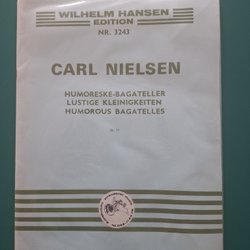 WILHELM HANSEN
EDITION
NR. 3243
CARL NIELSEN
HUMORESKE-BAGATELLER
LUSTIGE KLEINIGKEITEN
HUMOROUS BAGATELLES